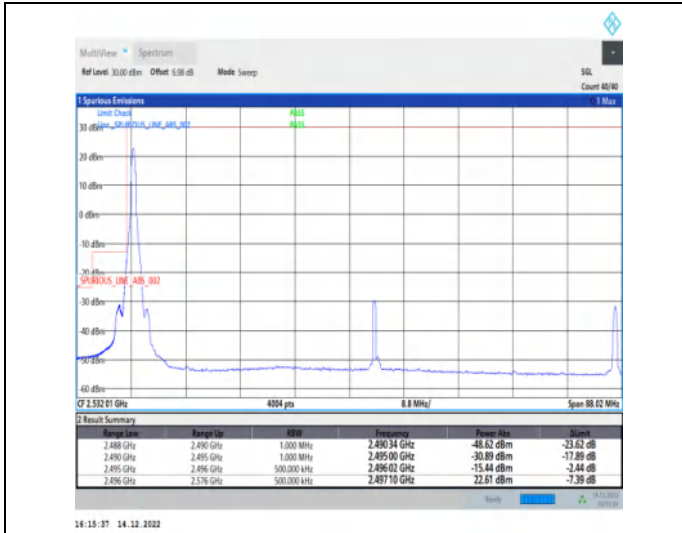 MultiView Spectrum
Ref Level 30.00 dBm Offset 6.98 dB Mode Sweep SGL
Count 40/40
1 Spurious Emissions 1 Max
Limit Check PASS
30 dBm Line _SPURIOUS_LINE_ABS_002 PASS
20 dBm
10 dBm
0 dBm
-10 dBm
-20 dBm
_SPURIOUS_LINE_ABS_002
-30 dBm
-40 dBm
-50 dBm
-60 dBm
CF 2.532 01 GHz 4004 pts 8.8 MHz/ Span 88.02 MHz
2 Result Summary
Range Low Range Up RBW Frequency Power Abs ΔLimit
2.488 GHz 2.490 GHz 1.000 MHz 2.490 34 GHz -48.62 dBm -23.62 dB
2.490 GHz 2.495 GHz 1.000 MHz 2.495 00 GHz -30.89 dBm -17.89 dB
2.495 GHz 2.496 GHz 500.000 kHz 2.496 02 GHz -15.44 dBm -2.44 dB
2.496 GHz 2.576 GHz 500.000 kHz 2.497 10 GHz 22.61 dBm -7.39 dB
Ready 14.12.2022
16:15:37 14.12.2022